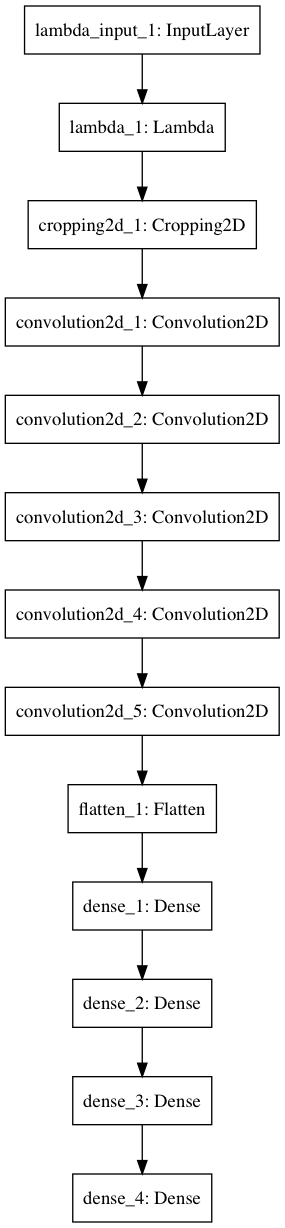 lambda_input_1: InputLayer
lambda_1: Lambda
cropping2d_1: Cropping2D
convolution2d_1: Convolution2D
convolution2d_2: Convolution2D
convolution2d_3: Convolution2D
convolution2d_4: Convolution2D
convolution2d_5: Convolution2D
flatten_1: Flatten
dense_1: Dense
dense_2: Dense
dense_3: Dense
dense_4: Dense